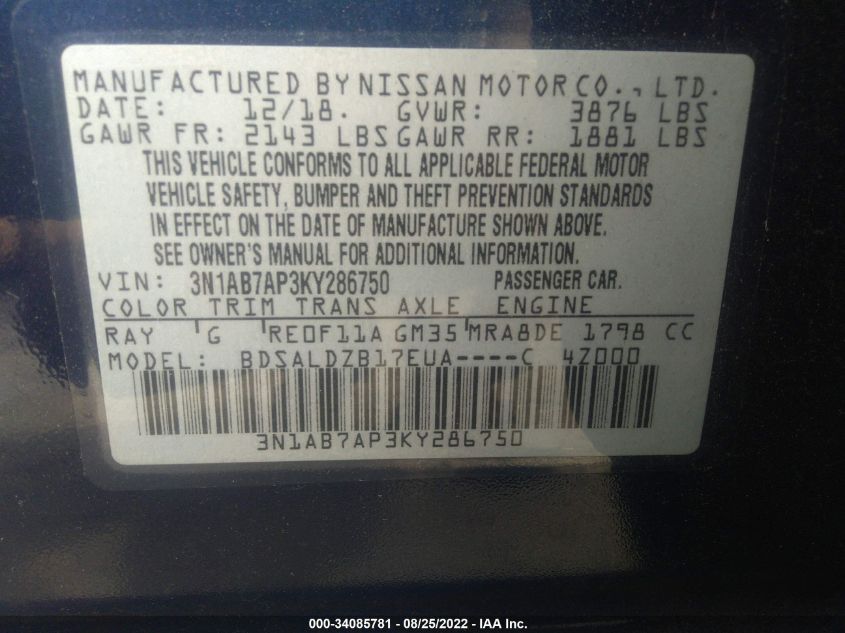 MANUFACTURED BY NISSAN MOTOR CO., LTD.
DATE: 12/18. GVWR: 3876 LBS
GAWR FR: 2143 LBS GAWR RR: 1881 LBS
THIS VEHICLE CONFORMS TO ALL APPLICABLE FEDERAL MOTOR
VEHICLE SAFETY, BUMPER AND THEFT PREVENTION STANDARDS
IN EFFECT ON THE DATE OF MANUFACTURE SHOWN ABOVE.
SEE OWNER'S MANUAL FOR ADDITIONAL INFORMATION.
VIN: 3N1AB7AP3KY286750 PASSENGER CAR.
COLOR TRIM TRANS AXLE ENGINE
RAY 'G 'RE0F11A GM35'MRA8DE 1798 CC
MODEL: BDSALDZB17EUA----C 4Z000
3N1AB7AP3KY286750
000-34085781 - 08/25/2022 - IAA Inc.